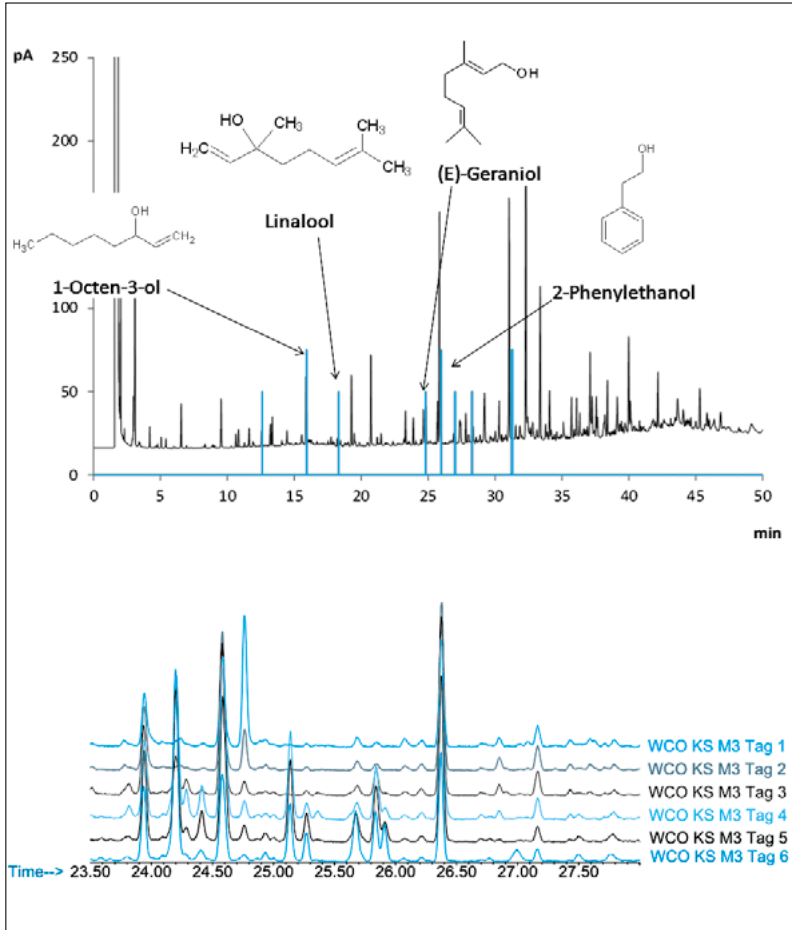 pA
250
200
100
50
0
HO
CH₃
H₂C
CH₃
CH₃
OH
OH
OH
H₃C
CH₂
(E)-Geraniol
Linalool
1-Octen-3-ol
2-Phenylethanol
0 5 10 15 20 25 30 35 40 45 50
min
WCO KS M3 Tag 1
WCO KS M3 Tag 2
WCO KS M3 Tag 3
WCO KS M3 Tag 4
WCO KS M3 Tag 5
WCO KS M3 Tag 6
Time-->
23.50 24.00 24.50 25.00 25.50 26.00 26.50 27.00 27.50